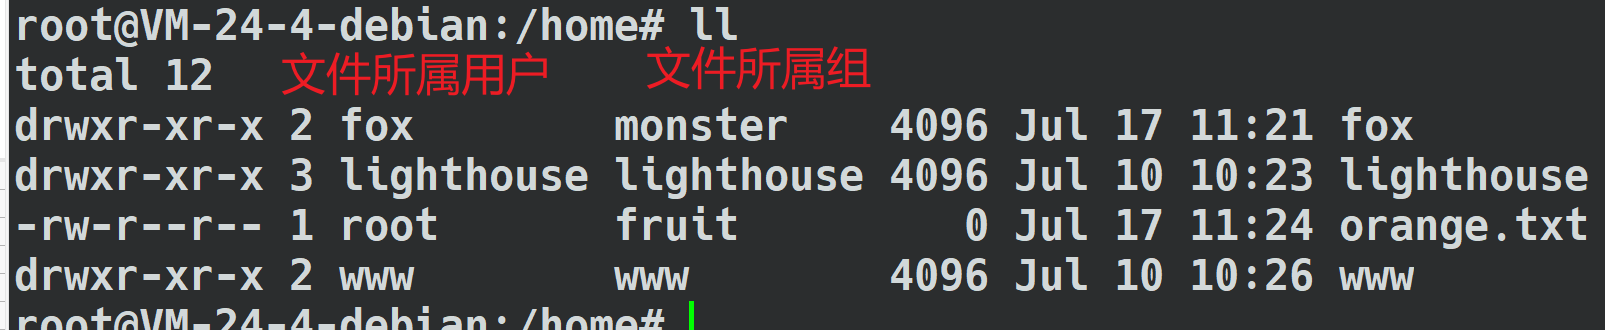 root@VM-24-4-debian:/home# ll
total 12 文件所属用户 文件所属组
drwxr-xr-x 2 fox        monster    4096 Jul 17 11:21 fox
drwxr-xr-x 3 lighthouse lighthouse 4096 Jul 10 10:23 lighthouse
-rw-r--r-- 1 root       fruit         0 Jul 17 11:24 orange.txt
drwxr-xr-x 2 www        www        4096 Jul 10 10:26 www
root@VM-24-4-debian:/home#